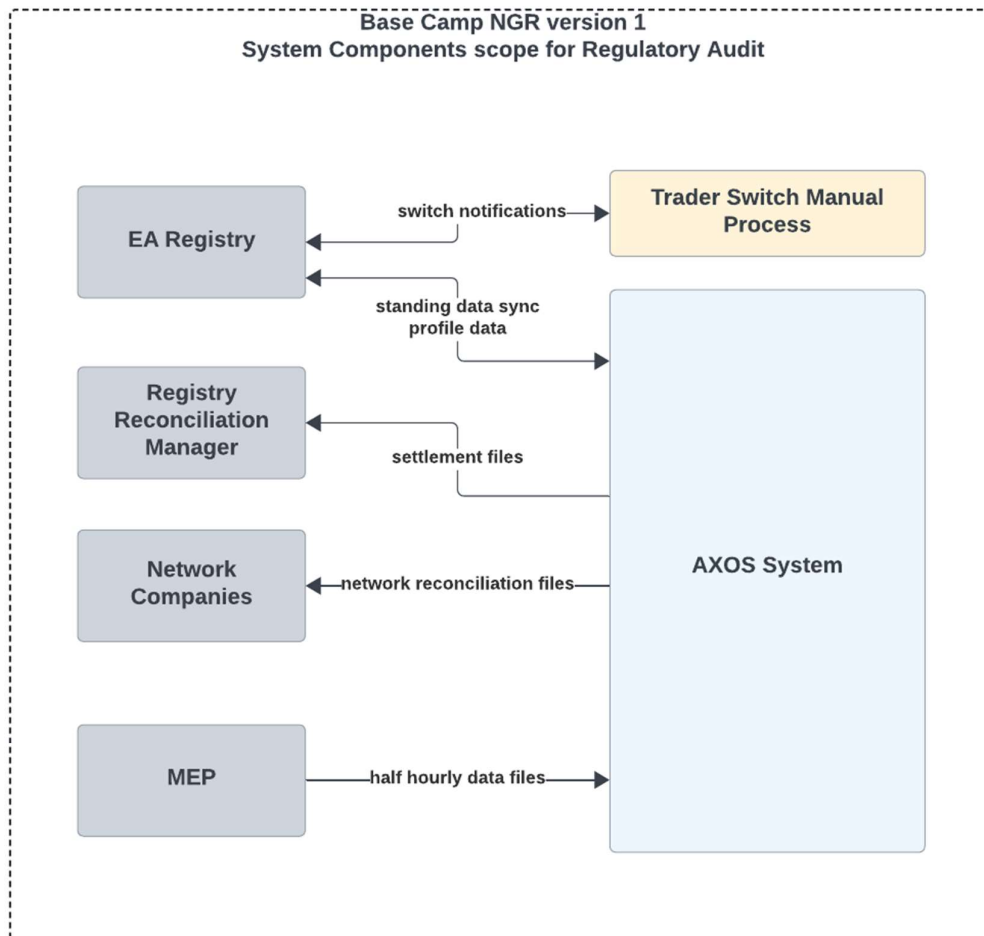 Base Camp NGR version 1
System Components scope for Regulatory Audit
switch notifications
Trader Switch Manual
Process
EA Registry
standing data sync
profile data
Registry
Reconciliation
Manager
settlement files
AXOS System
Network
Companies
network reconciliation files
MEP
half hourly data files